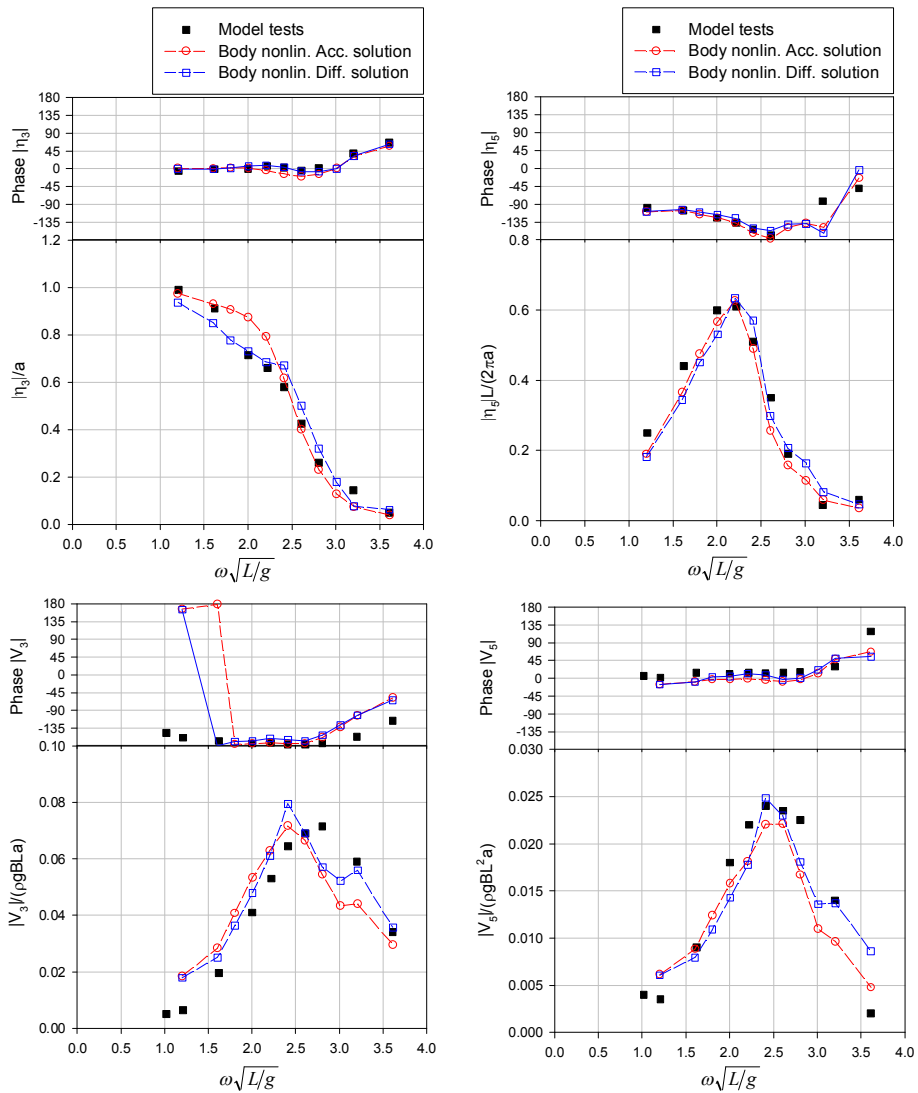 Model tests
Body nonlin. Acc. solution
Body nonlin. Diff. solution
180
135
90
45
0
-45
-90
-135
Phase |η₃|
1.2
1.0
0.8
0.6
0.4
0.2
0.0
|η₃|/a
0.0 0.5 1.0 1.5 2.0 2.5 3.0 3.5 4.0
ω√L/g
Model tests
Body nonlin. Acc. solution
Body nonlin. Diff. solution
180
135
90
45
0
-45
-90
-135
Phase |η₅|
0.8
0.6
0.4
0.2
0.0
|η₅|L/(2πa)
0.0 0.5 1.0 1.5 2.0 2.5 3.0 3.5 4.0
ω√L/g
180
135
90
45
0
-45
-90
-135
Phase |V₃|
0.10
0.08
0.06
0.04
0.02
0.00
|V₃|/(ρgBLa)
0.0 0.5 1.0 1.5 2.0 2.5 3.0 3.5 4.0
ω√L/g
180
135
90
45
0
-45
-90
-135
Phase |V₅|
0.030
0.025
0.020
0.015
0.010
0.005
0.000
|V₅|/(ρgBL²a)
0.0 0.5 1.0 1.5 2.0 2.5 3.0 3.5 4.0
ω√L/g